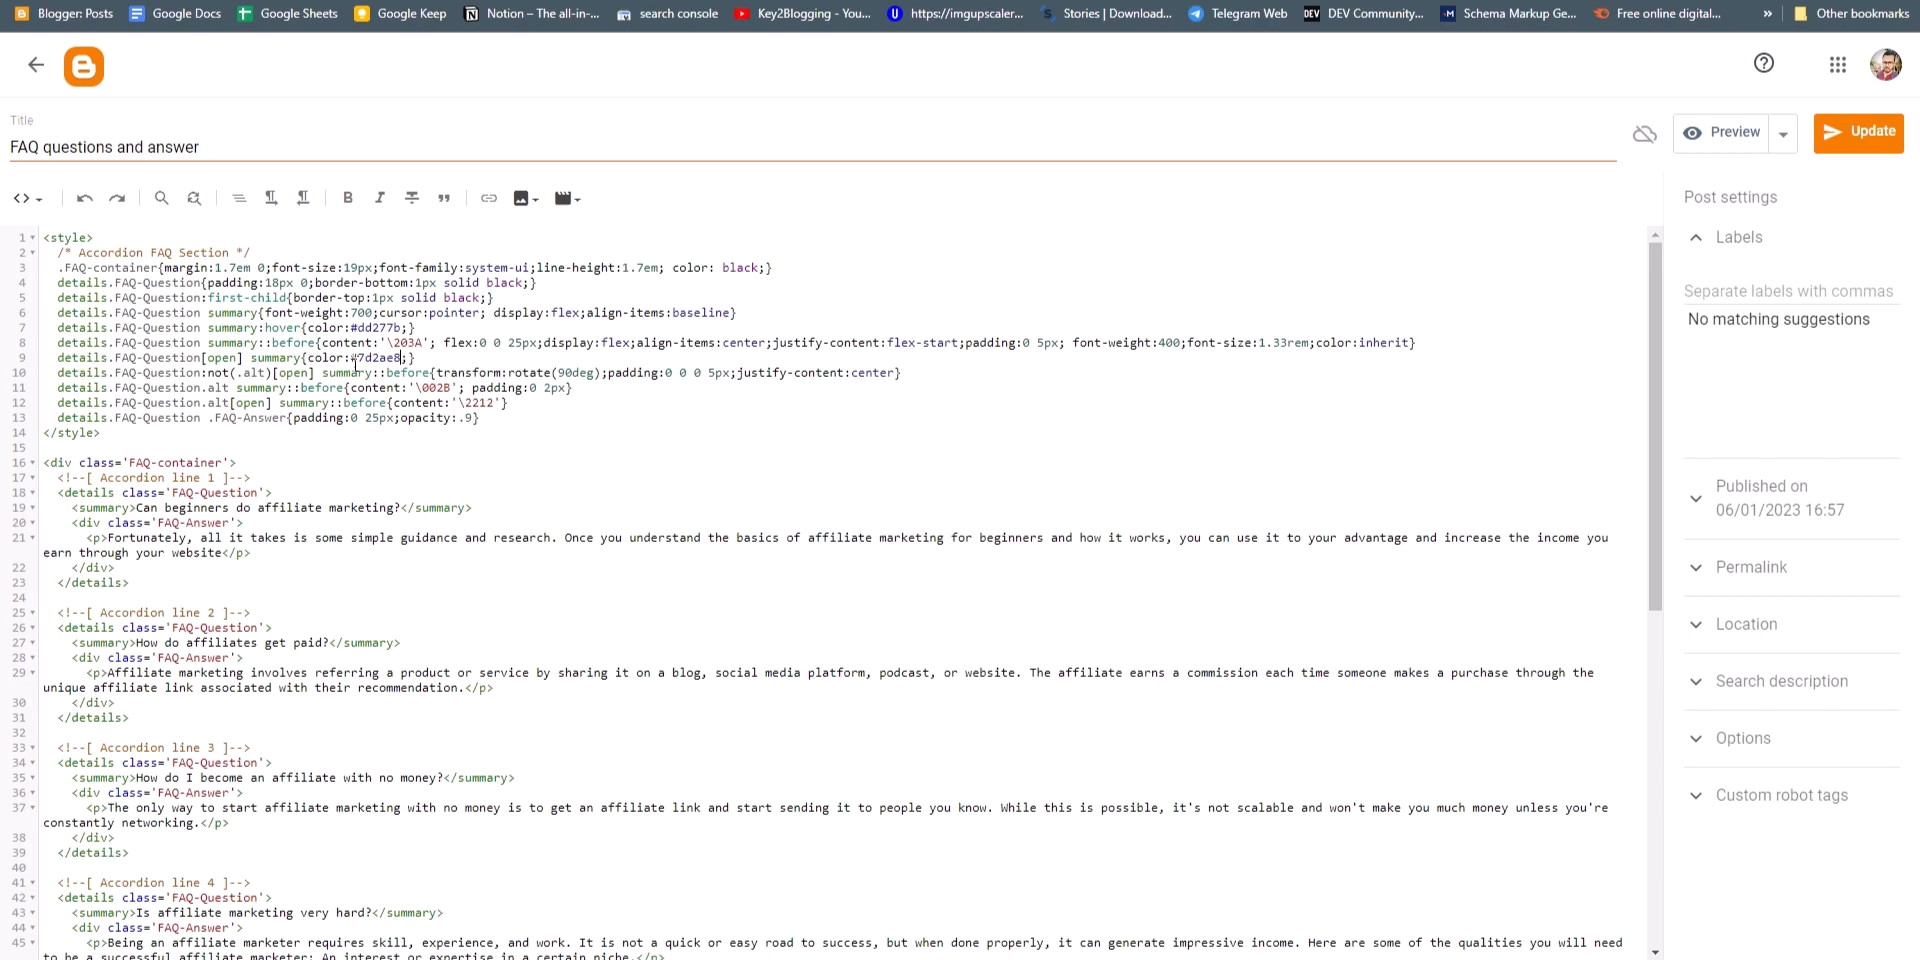 Blogger: Posts Google Docs Google Sheets Google Keep Notion – The all-in-... search console Key2Blogging - You... https://imgupscaler... Stories | Download... Telegram Web DEV DEV Community... Schema Markup Ge... Free online digital... » Other bookmarks
Title
FAQ questions and answer
Preview
Update
Post settings
Labels
Separate labels with commas
No matching suggestions
Published on
06/01/2023 16:57
Permalink
Location
Search description
Options
Custom robot tags
1 <style>
2 /* Accordion FAQ Section */
3 .FAQ-container{margin:1.7em 0;font-size:19px;font-family:system-ui;line-height:1.7em; color: black;}
4 details.FAQ-Question{padding:18px 0;border-bottom:1px solid black;}
5 details.FAQ-Question:first-child{border-top:1px solid black;}
6 details.FAQ-Question summary{font-weight:700;cursor:pointer; display:flex;align-items:baseline}
7 details.FAQ-Question summary:hover{color:#dd277b;}
8 details.FAQ-Question summary::before{content:'\203A'; flex:0 0 25px;display:flex;align-items:center;justify-content:flex-start;padding:0 5px; font-weight:400;font-size:1.33rem;color:inherit}
9 details.FAQ-Question[open] summary{color:#7d2ae8;}
10 details.FAQ-Question:not(.alt)[open] summary::before{transform:rotate(90deg);padding:0 0 0 5px;justify-content:center}
11 details.FAQ-Question.alt summary::before{content:'\002B'; padding:0 2px}
12 details.FAQ-Question.alt[open] summary::before{content:'\2212'}
13 details.FAQ-Question .FAQ-Answer{padding:0 25px;opacity:.9}
14 </style>
15
16 <div class='FAQ-container'>
17 <!--[ Accordion line 1 ]-->
18 <details class='FAQ-Question'>
19 <summary>Can beginners do affiliate marketing?</summary>
20 <div class='FAQ-Answer'>
21 <p>Fortunately, all it takes is some simple guidance and research. Once you understand the basics of affiliate marketing for beginners and how it works, you can use it to your advantage and increase the income you
earn through your website</p>
22 </div>
23 </details>
24
25 <!--[ Accordion line 2 ]-->
26 <details class='FAQ-Question'>
27 <summary>How do affiliates get paid?</summary>
28 <div class='FAQ-Answer'>
29 <p>Affiliate marketing involves referring a product or service by sharing it on a blog, social media platform, podcast, or website. The affiliate earns a commission each time someone makes a purchase through the
unique affiliate link associated with their recommendation.</p>
30 </div>
31 </details>
32
33 <!--[ Accordion line 3 ]-->
34 <details class='FAQ-Question'>
35 <summary>How do I become an affiliate with no money?</summary>
36 <div class='FAQ-Answer'>
37 <p>The only way to start affiliate marketing with no money is to get an affiliate link and start sending it to people you know. While this is possible, it's not scalable and won't make you much money unless you're
constantly networking.</p>
38 </div>
39 </details>
40
41 <!--[ Accordion line 4 ]-->
42 <details class='FAQ-Question'>
43 <summary>Is affiliate marketing very hard?</summary>
44 <div class='FAQ-Answer'>
45 <p>Being an affiliate marketer requires skill, experience, and work. It is not a quick or easy road to success, but when done properly, it can generate impressive income. Here are some of the qualities you will need
to be a successful affiliate marketer: An interest or expertise in a certain niche.</p>